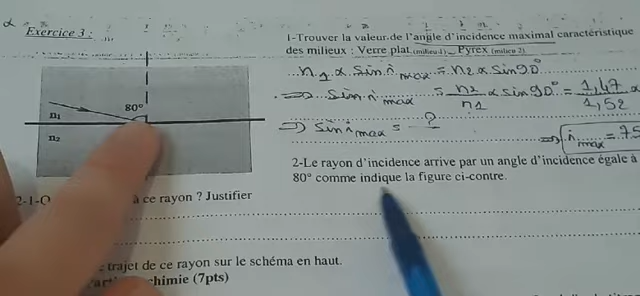 Exercice 3 :
1-Trouver la valeur de l'angle d'incidence maximal caractéristique
des milieux : Verre plat (milieu 1) – Pyrex (milieu 2)
n₁ × sin i max = n₂ × sin 90°
=> sin i max = n₂/n₁ × sin 90° = 1,47/1,52 ×
=> sin i max = ?
=> i max = 75
80°
n₁
n₂
2-Le rayon d'incidence arrive par un angle d'incidence égale à
80° comme indique la figure ci-contre.
à ce rayon ? Justifier
trajet de ce rayon sur le schéma en haut.
himie (7pts)